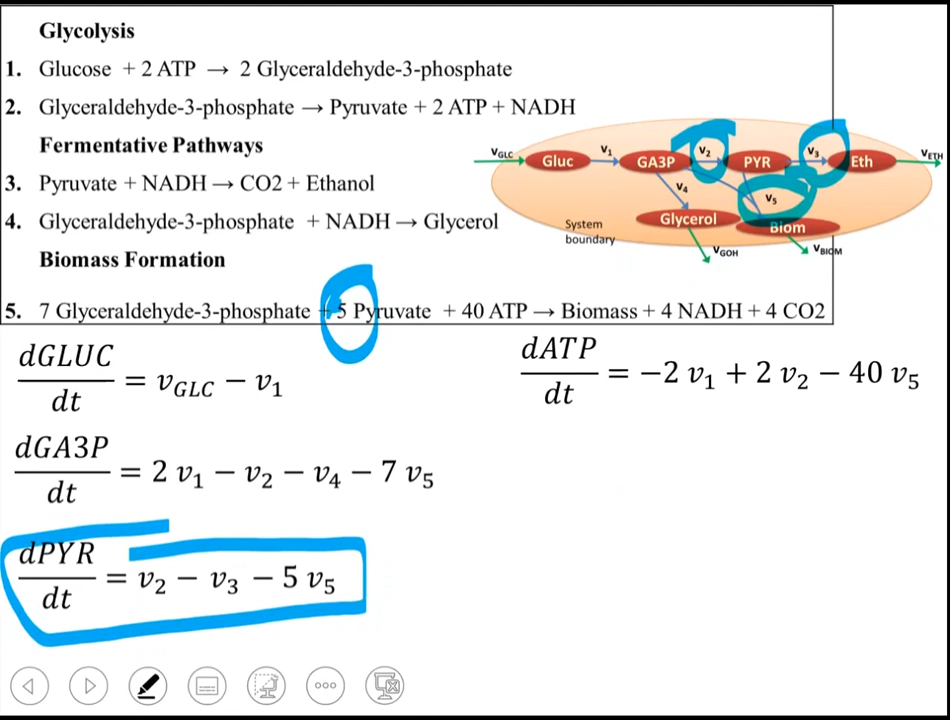 Glycolysis
1. Glucose + 2 ATP → 2 Glyceraldehyde-3-phosphate
2. Glyceraldehyde-3-phosphate → Pyruvate + 2 ATP + NADH
Fermentative Pathways
3. Pyruvate + NADH → CO2 + Ethanol
4. Glyceraldehyde-3-phosphate + NADH → Glycerol
Biomass Formation
5. 7 Glyceraldehyde-3-phosphate + 5 Pyruvate + 40 ATP → Biomass + 4 NADH + 4 CO2
vGLC Gluc v1 GA3P v2 PYR v3 Eth vETH
v4 v5
Glycerol Biom
System
boundary
vGOH vBIOM
dGLUC/dt = vGLC − v1
dATP/dt = −2 v1 + 2 v2 − 40 v5
dGA3P/dt = 2 v1 − v2 − v4 − 7 v5
dPYR/dt = v2 − v3 − 5 v5